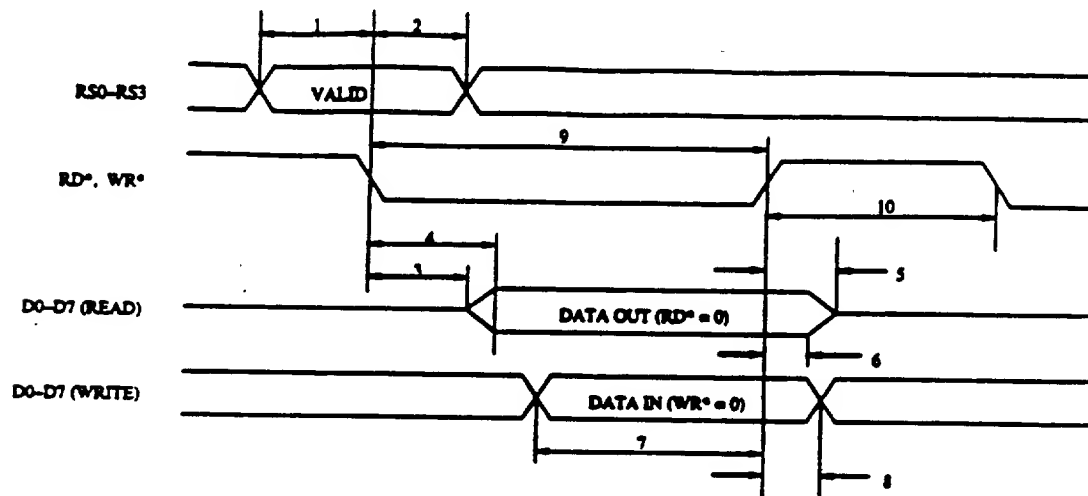 1 2
RS0–RS3 VALID
9
RD*, WR*
10
4
3 5
D0–D7 (READ) DATA OUT (RD* = 0)
6
D0–D7 (WRITE) DATA IN (WR* = 0)
7
8